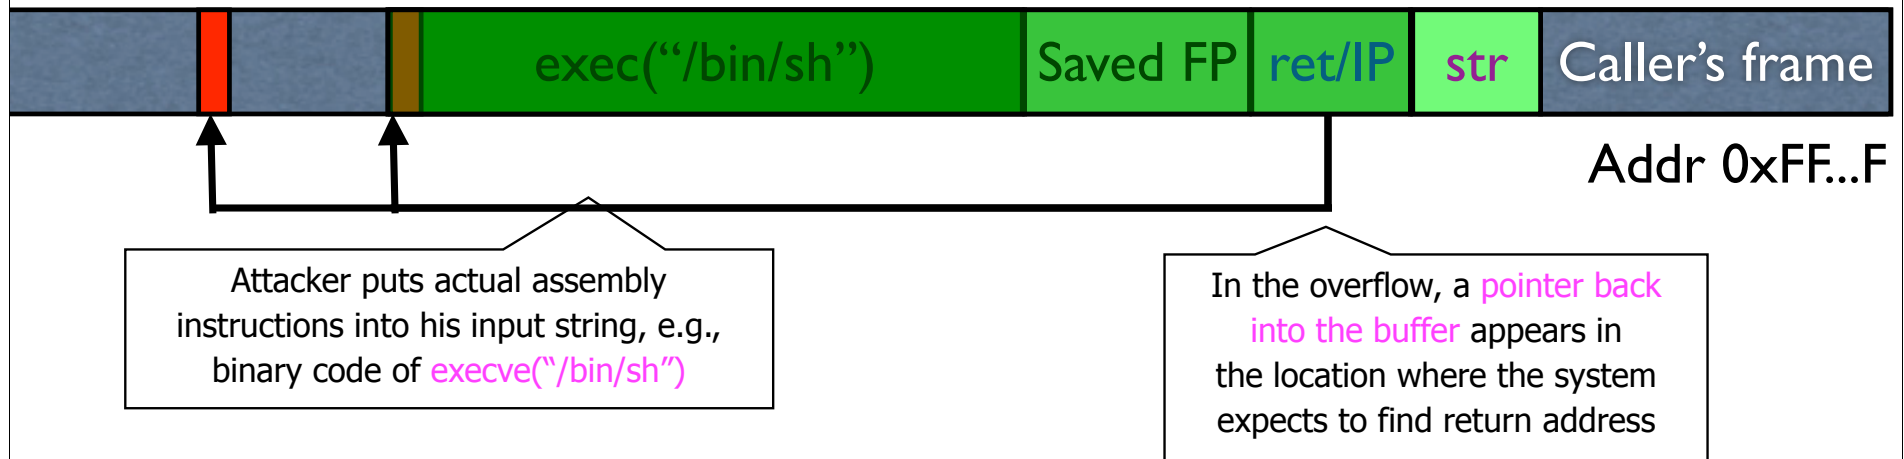 exec(“/bin/sh”) Saved FP ret/IP str Caller’s frame
Addr 0xFF...F
Attacker puts actual assembly
instructions into his input string, e.g.,
binary code of execve(“/bin/sh”)
In the overflow, a pointer back
into the buffer appears in
the location where the system
expects to find return address